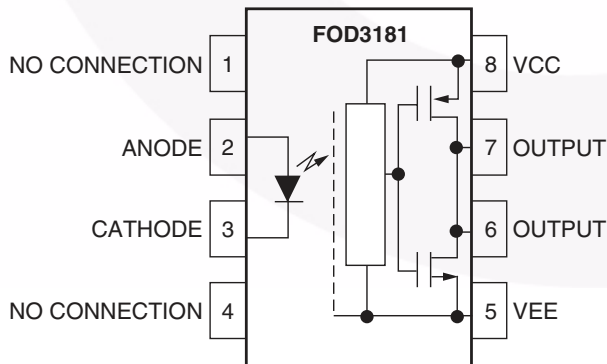 FOD3181
NO CONNECTION 1
8 VCC
ANODE 2
7 OUTPUT
CATHODE 3
6 OUTPUT
NO CONNECTION 4
5 VEE